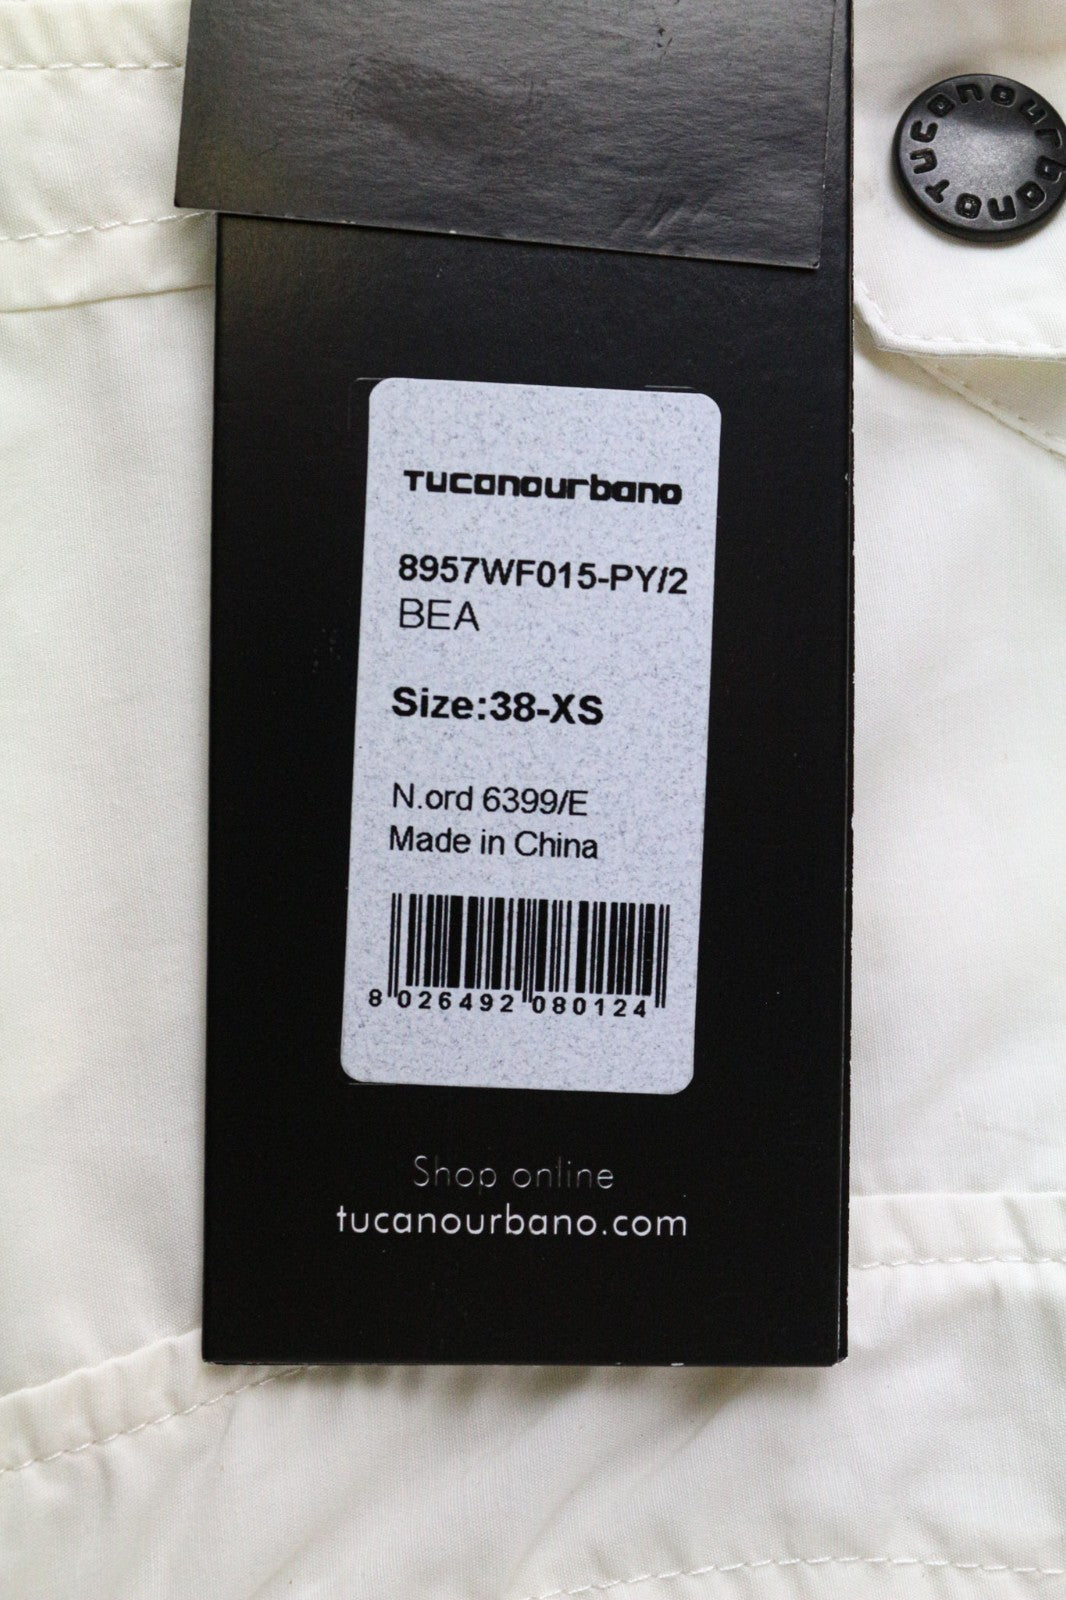 TUcanourbano
TUcanourbano
8957WF015-PY/2
BEA
Size:38-XS
N.ord 6399/E
Made in China
8 026492 080124
Shop online
tucanourbano.com